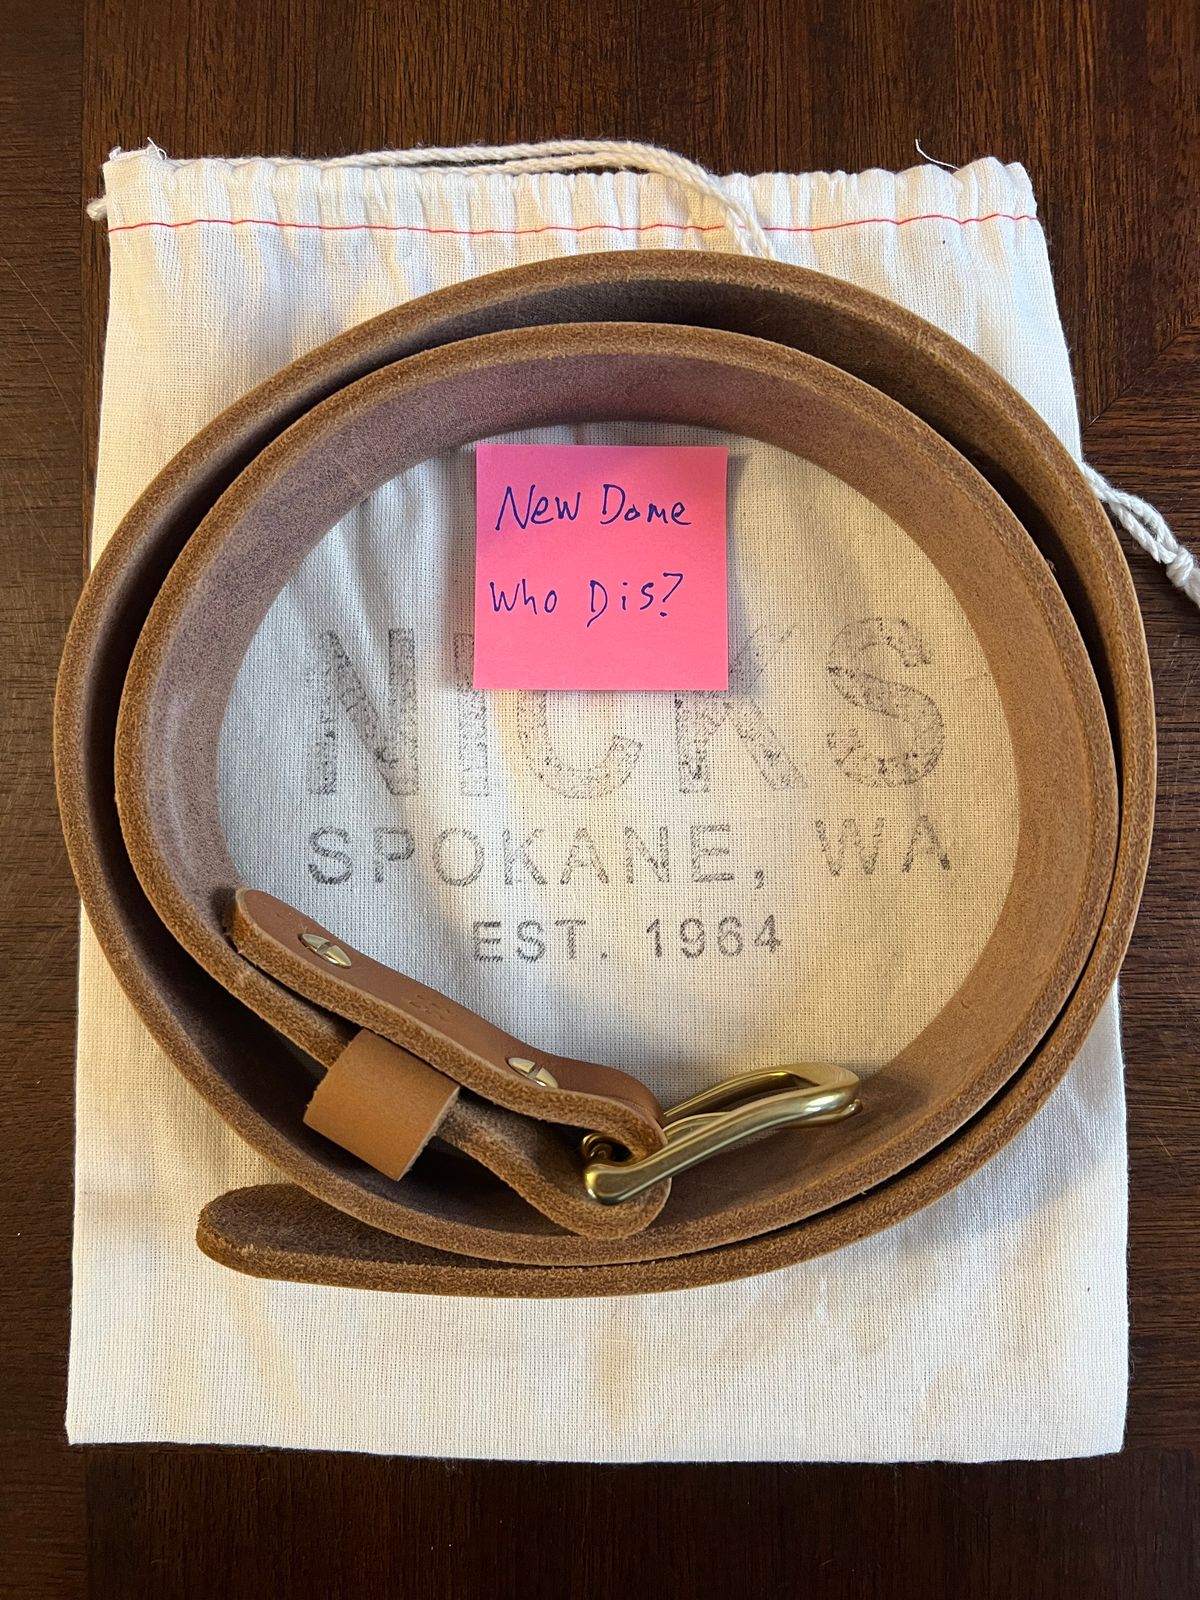 New Dome
Who Dis?
NICKS
SPOKANE, WA
EST. 1964